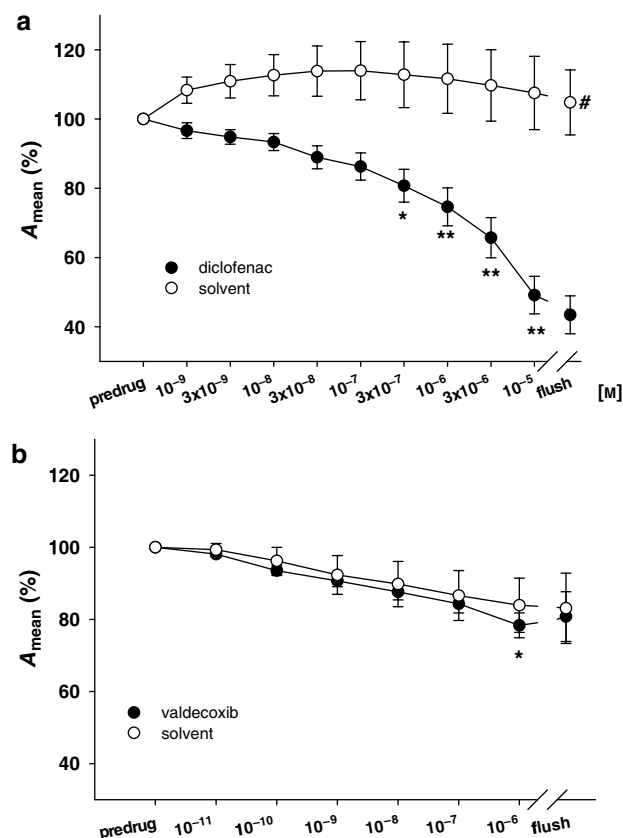 a
120
100
80
60
40
A_mean (%)
#
*
**
**
**
diclofenac
solvent
predrug 10⁻⁹ 3x10⁻⁹ 10⁻⁸ 3x10⁻⁸ 10⁻⁷ 3x10⁻⁷ 10⁻⁶ 3x10⁻⁶ 10⁻⁵ flush [M]
b
120
100
80
60
40
A_mean (%)
*
valdecoxib
solvent
predrug 10⁻¹¹ 10⁻¹⁰ 10⁻⁹ 10⁻⁸ 10⁻⁷ 10⁻⁶ flush